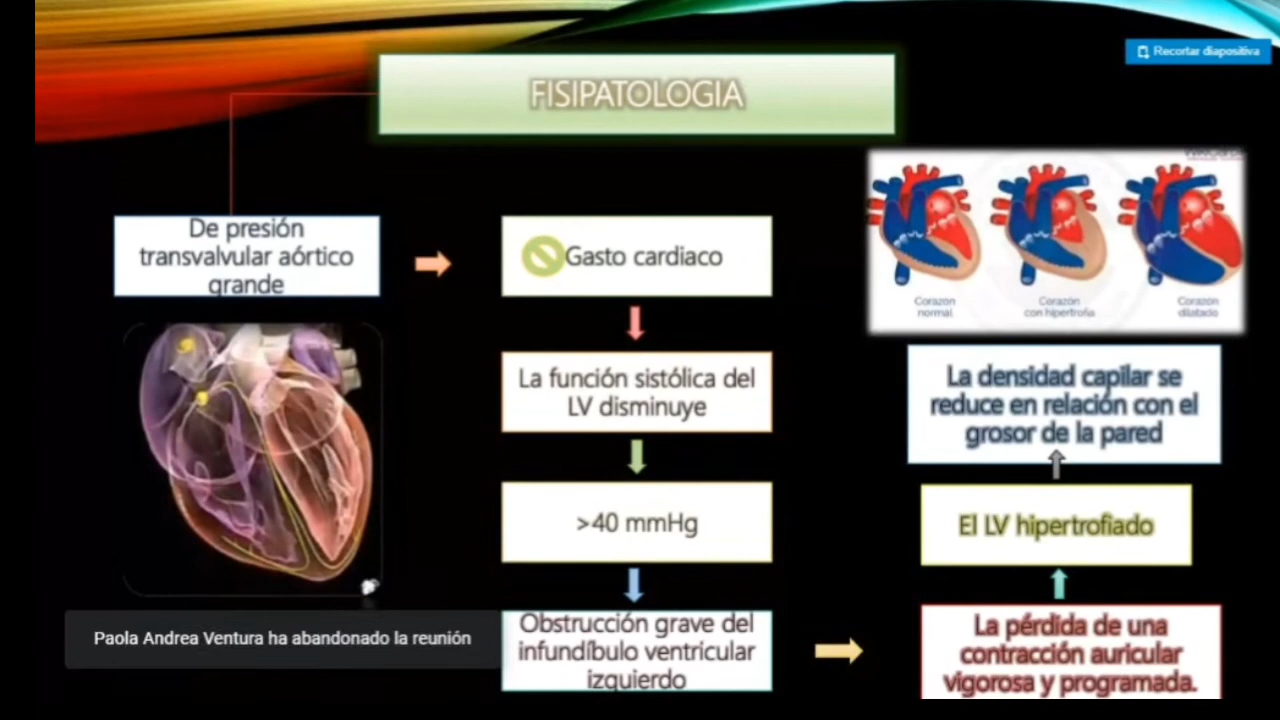 Recortar diapositiva
FISIPATOLOGIA
De presión
transvalvular aórtico
grande
Gasto cardiaco
La función sistólica del
LV disminuye
>40 mmHg
Obstrucción grave del
infundíbulo ventricular
izquierdo
Corazón
normal
Corazón
con hipertrofia
Corazón
dilatado
La densidad capilar se
reduce en relación con el
grosor de la pared
El LV hipertrofiado
La pérdida de una
contracción auricular
vigorosa y programada.
Paola Andrea Ventura ha abandonado la reunión